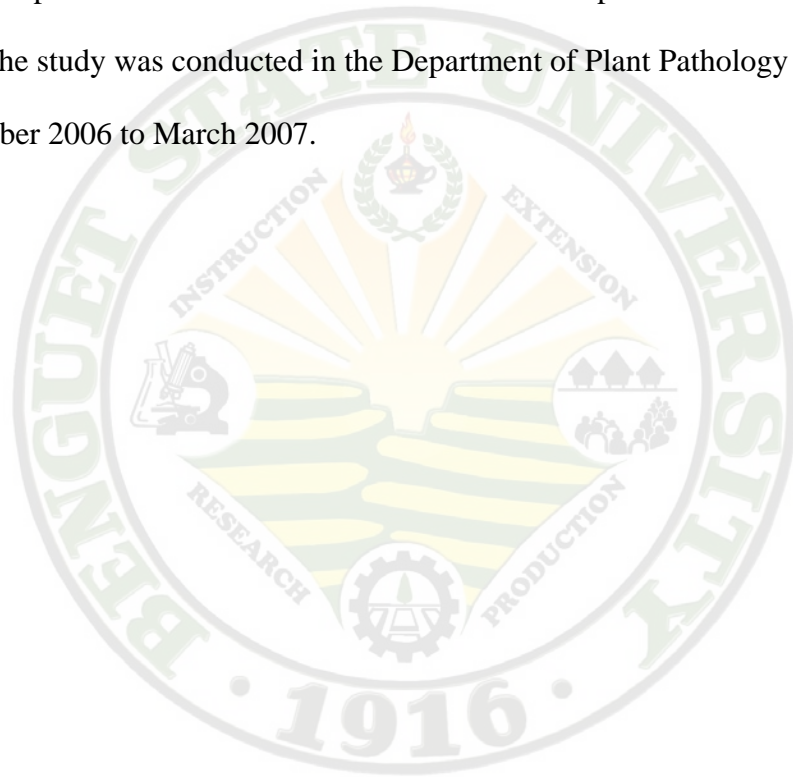 he study was conducted in the Department of Plant Pathology
ber 2006 to March 2007.
BENGUET STATE UNIVERSITY
INSTRUCTION
EXTENSION
RESEARCH
PRODUCTION
· 1916 ·